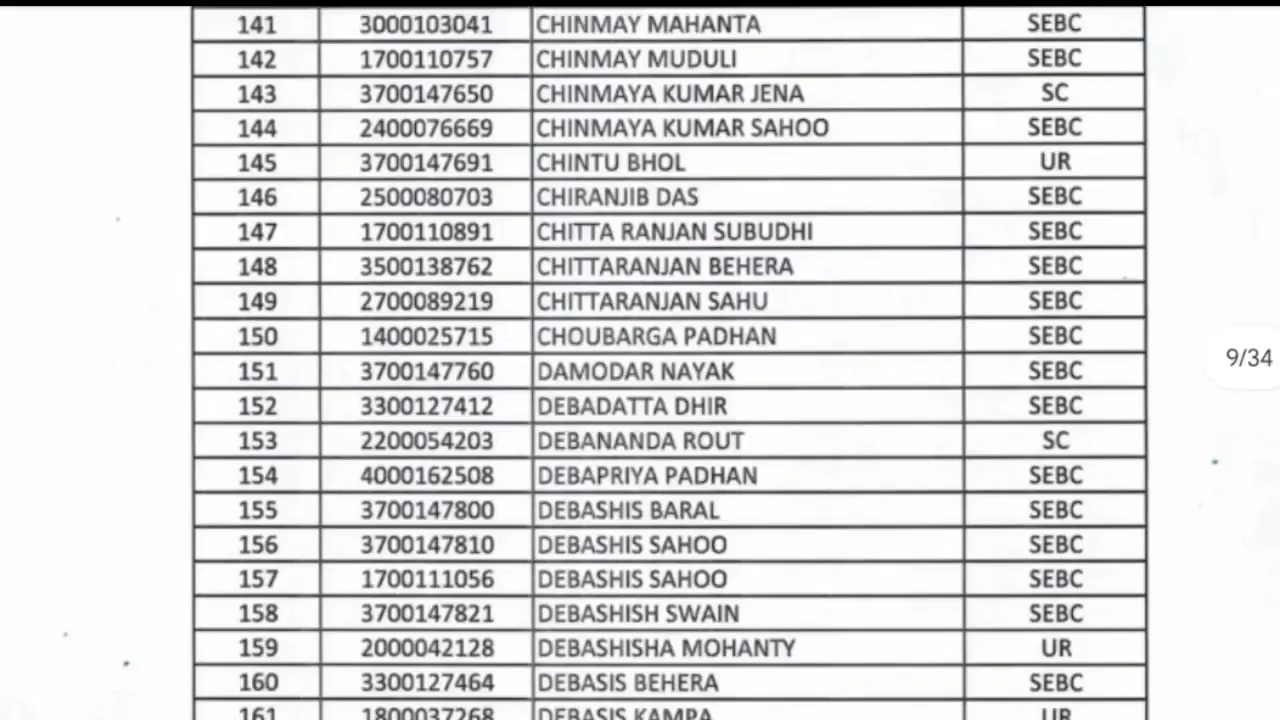 141 3000103041 CHINMAY MAHANTA SEBC
142 1700110757 CHINMAY MUDULI SEBC
143 3700147650 CHINMAYA KUMAR JENA SC
144 2400076669 CHINMAYA KUMAR SAHOO SEBC
145 3700147691 CHINTU BHOL UR
146 2500080703 CHIRANJIB DAS SEBC
147 1700110891 CHITTA RANJAN SUBUDHI SEBC
148 3500138762 CHITTARANJAN BEHERA SEBC
149 2700089219 CHITTARANJAN SAHU SEBC
150 1400025715 CHOUBARGA PADHAN SEBC
151 3700147760 DAMODAR NAYAK SEBC
9/34
152 3300127412 DEBADATTA DHIR SEBC
153 2200054203 DEBANANDA ROUT SC
154 4000162508 DEBAPRIYA PADHAN SEBC
155 3700147800 DEBASHIS BARAL SEBC
156 3700147810 DEBASHIS SAHOO SEBC
157 1700111056 DEBASHIS SAHOO SEBC
158 3700147821 DEBASHISH SWAIN SEBC
159 2000042128 DEBASHISHA MOHANTY UR
160 3300127464 DEBASIS BEHERA SEBC
161 1800037268 DEBASIS KAMPA UR